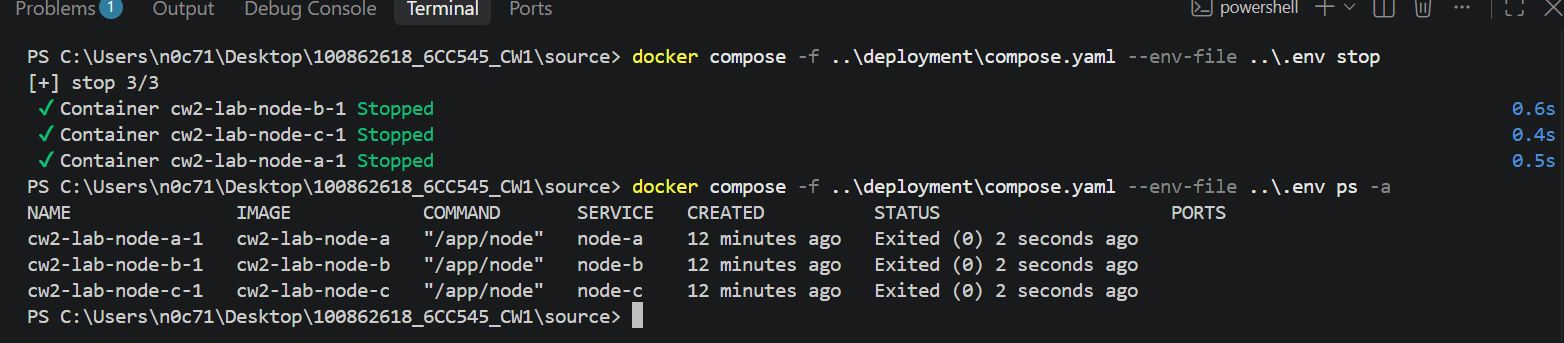 Problems 1 Output Debug Console Terminal Ports powershell
PS C:\Users\n0c71\Desktop\100862618_6CC545_CW1\source> docker compose -f ..\deployment\compose.yaml --env-file ..\.env stop
[+] stop 3/3
✓ Container cw2-lab-node-b-1 Stopped 0.6s
✓ Container cw2-lab-node-c-1 Stopped 0.4s
✓ Container cw2-lab-node-a-1 Stopped 0.5s
PS C:\Users\n0c71\Desktop\100862618_6CC545_CW1\source> docker compose -f ..\deployment\compose.yaml --env-file ..\.env ps -a
NAME IMAGE COMMAND SERVICE CREATED STATUS PORTS
cw2-lab-node-a-1 cw2-lab-node-a "/app/node" node-a 12 minutes ago Exited (0) 2 seconds ago
cw2-lab-node-b-1 cw2-lab-node-b "/app/node" node-b 12 minutes ago Exited (0) 2 seconds ago
cw2-lab-node-c-1 cw2-lab-node-c "/app/node" node-c 12 minutes ago Exited (0) 2 seconds ago
PS C:\Users\n0c71\Desktop\100862618_6CC545_CW1\source>